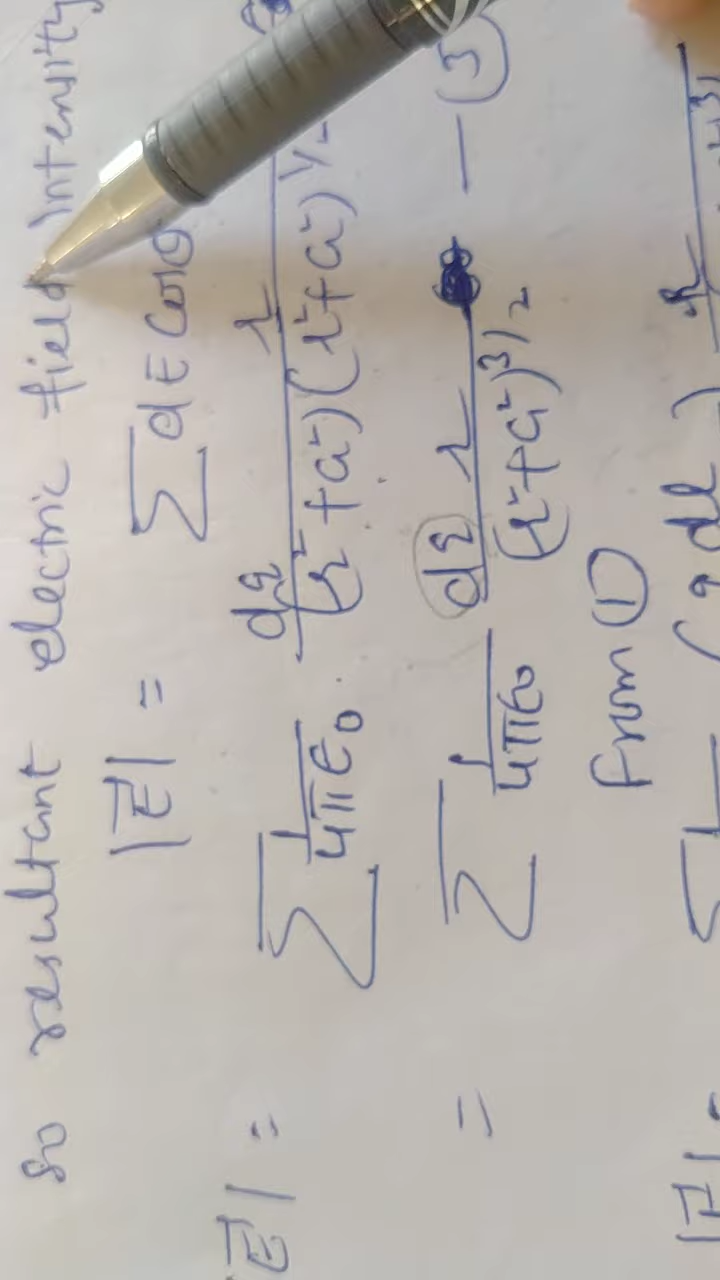 so resultant electric field intensity
|E⃗| = ∑ dE Cosθ
|E⃗| = ∑ 1/4πε₀ · dq/(r²+a²) r/(r²+a²)^1/2
= ∑ 1/4πε₀ dq r/(r²+a²)^3/2 — (3)
from (1)